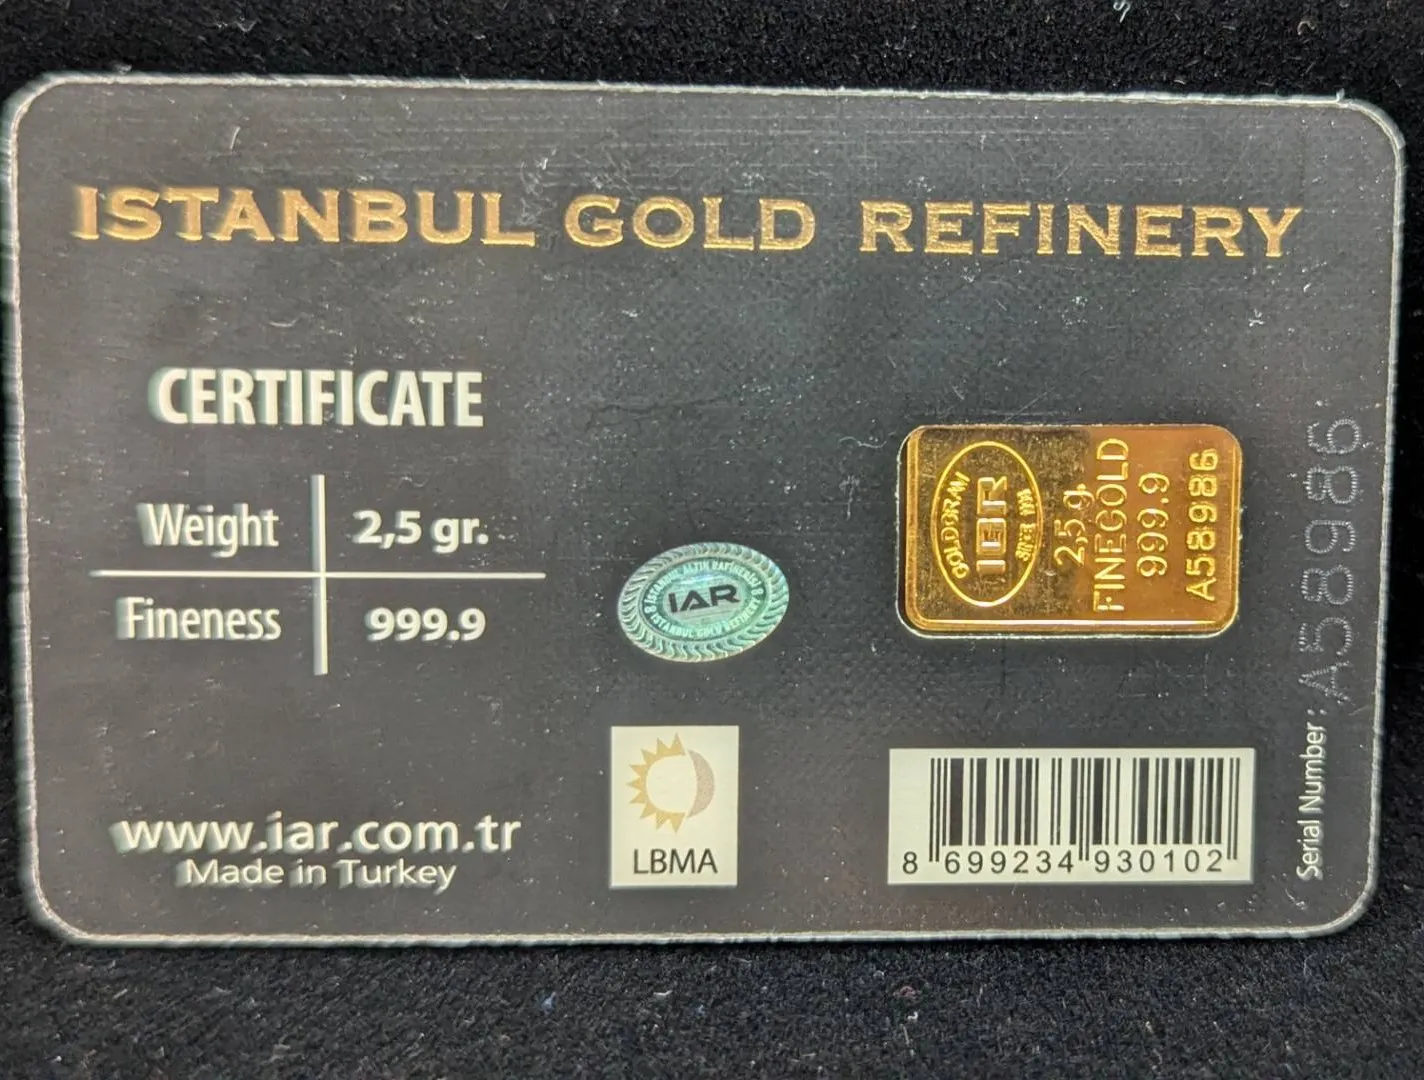 ISTANBUL GOLD REFINERY
CERTIFICATE
Weight 2,5 gr.
Fineness 999.9
www.iar.com.tr
Made in Turkey
IAR
LBMA
IBR
2,5 g.
FINEGOLD
999.9
A58986
8 699234 930102
Serial Number: A58986